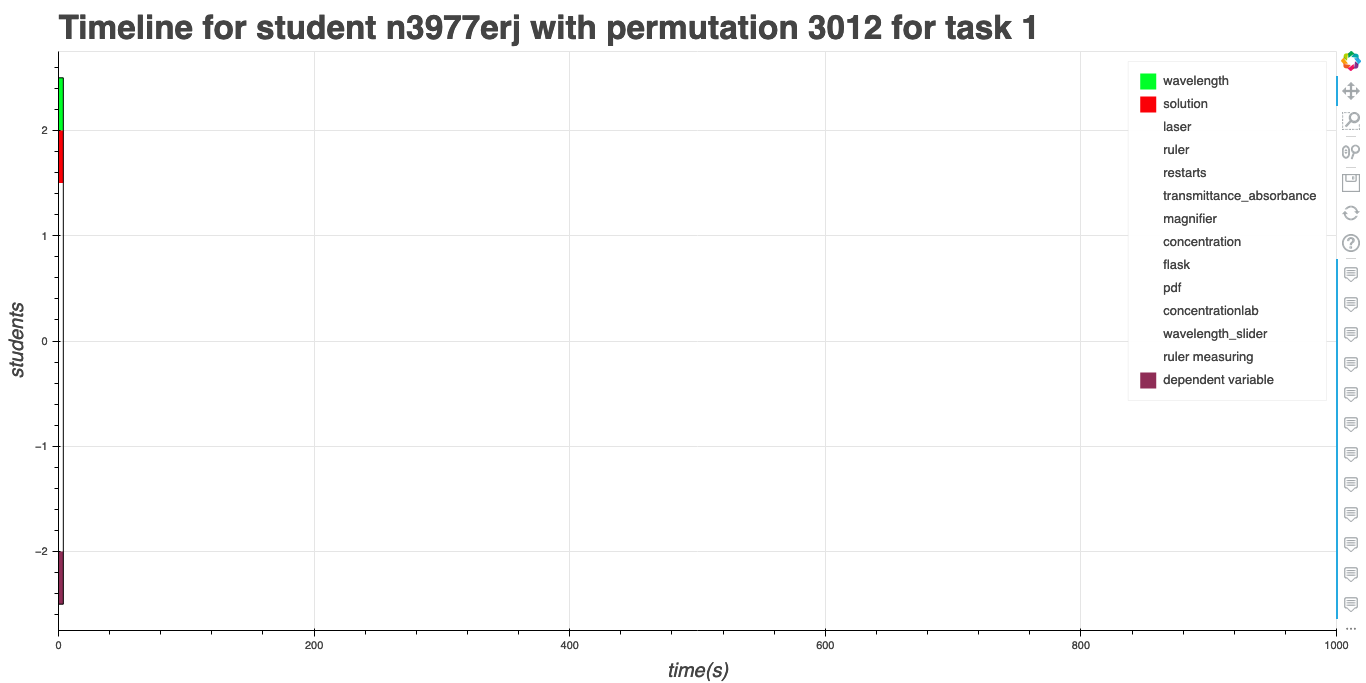 Timeline for student n3977erj with permutation 3012 for task 1
wavelength
solution
laser
ruler
restarts
transmittance_absorbance
magnifier
concentration
flask
pdf
concentrationlab
wavelength_slider
ruler measuring
dependent variable
students
2
1
0
−1
−2
0 200 400 600 800 1000
time(s)